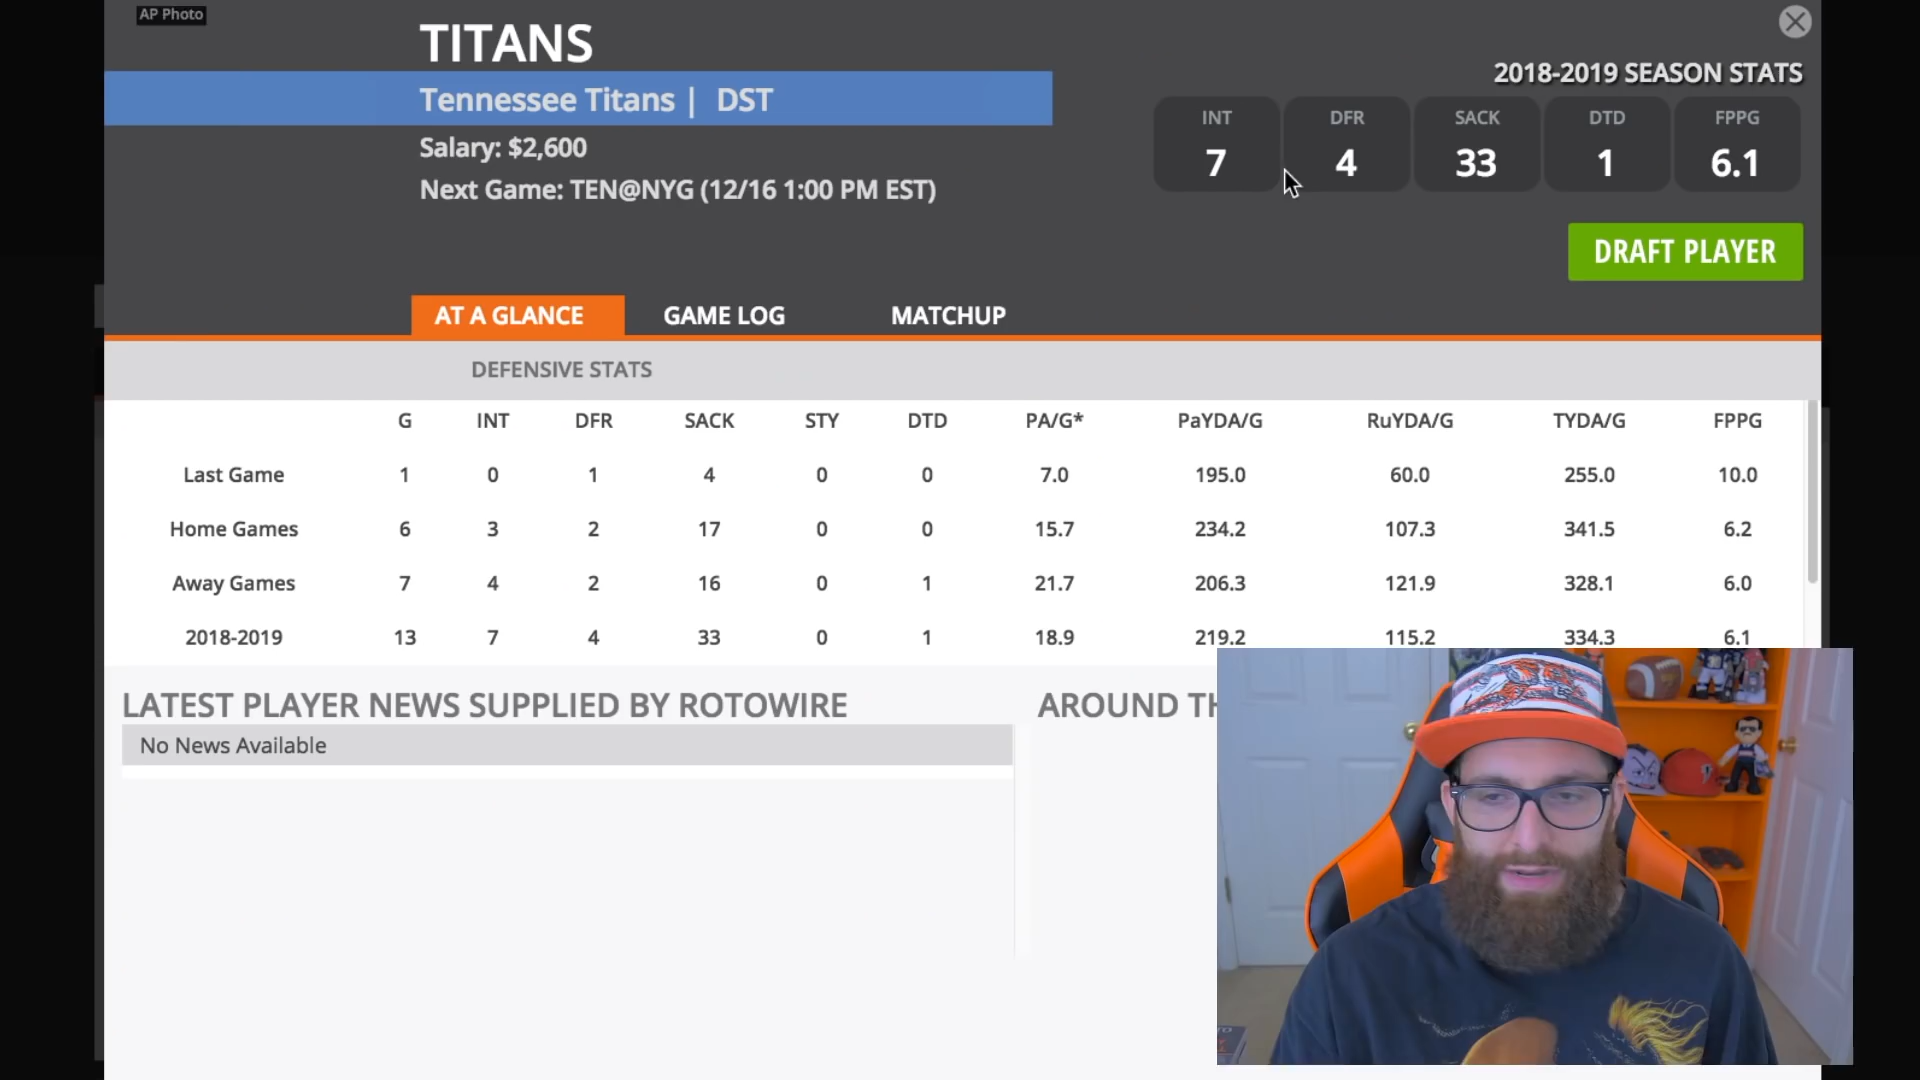 AP Photo
TITANS
Tennessee Titans | DST
Salary: $2,600
Next Game: TEN@NYG (12/16 1:00 PM EST)
2018-2019 SEASON STATS
INT DFR SACK DTD FPPG
7 4 33 1 6.1
DRAFT PLAYER
AT A GLANCE GAME LOG MATCHUP
DEFENSIVE STATS
G INT DFR SACK STY DTD PA/G* PaYDA/G RuYDA/G TYDA/G FPPG
Last Game 1 0 1 4 0 0 7.0 195.0 60.0 255.0 10.0
Home Games 6 3 2 17 0 0 15.7 234.2 107.3 341.5 6.2
Away Games 7 4 2 16 0 1 21.7 206.3 121.9 328.1 6.0
2018-2019 13 7 4 33 0 1 18.9 219.2 115.2 334.3 6.1
LATEST PLAYER NEWS SUPPLIED BY ROTOWIRE
AROUND
No News Available